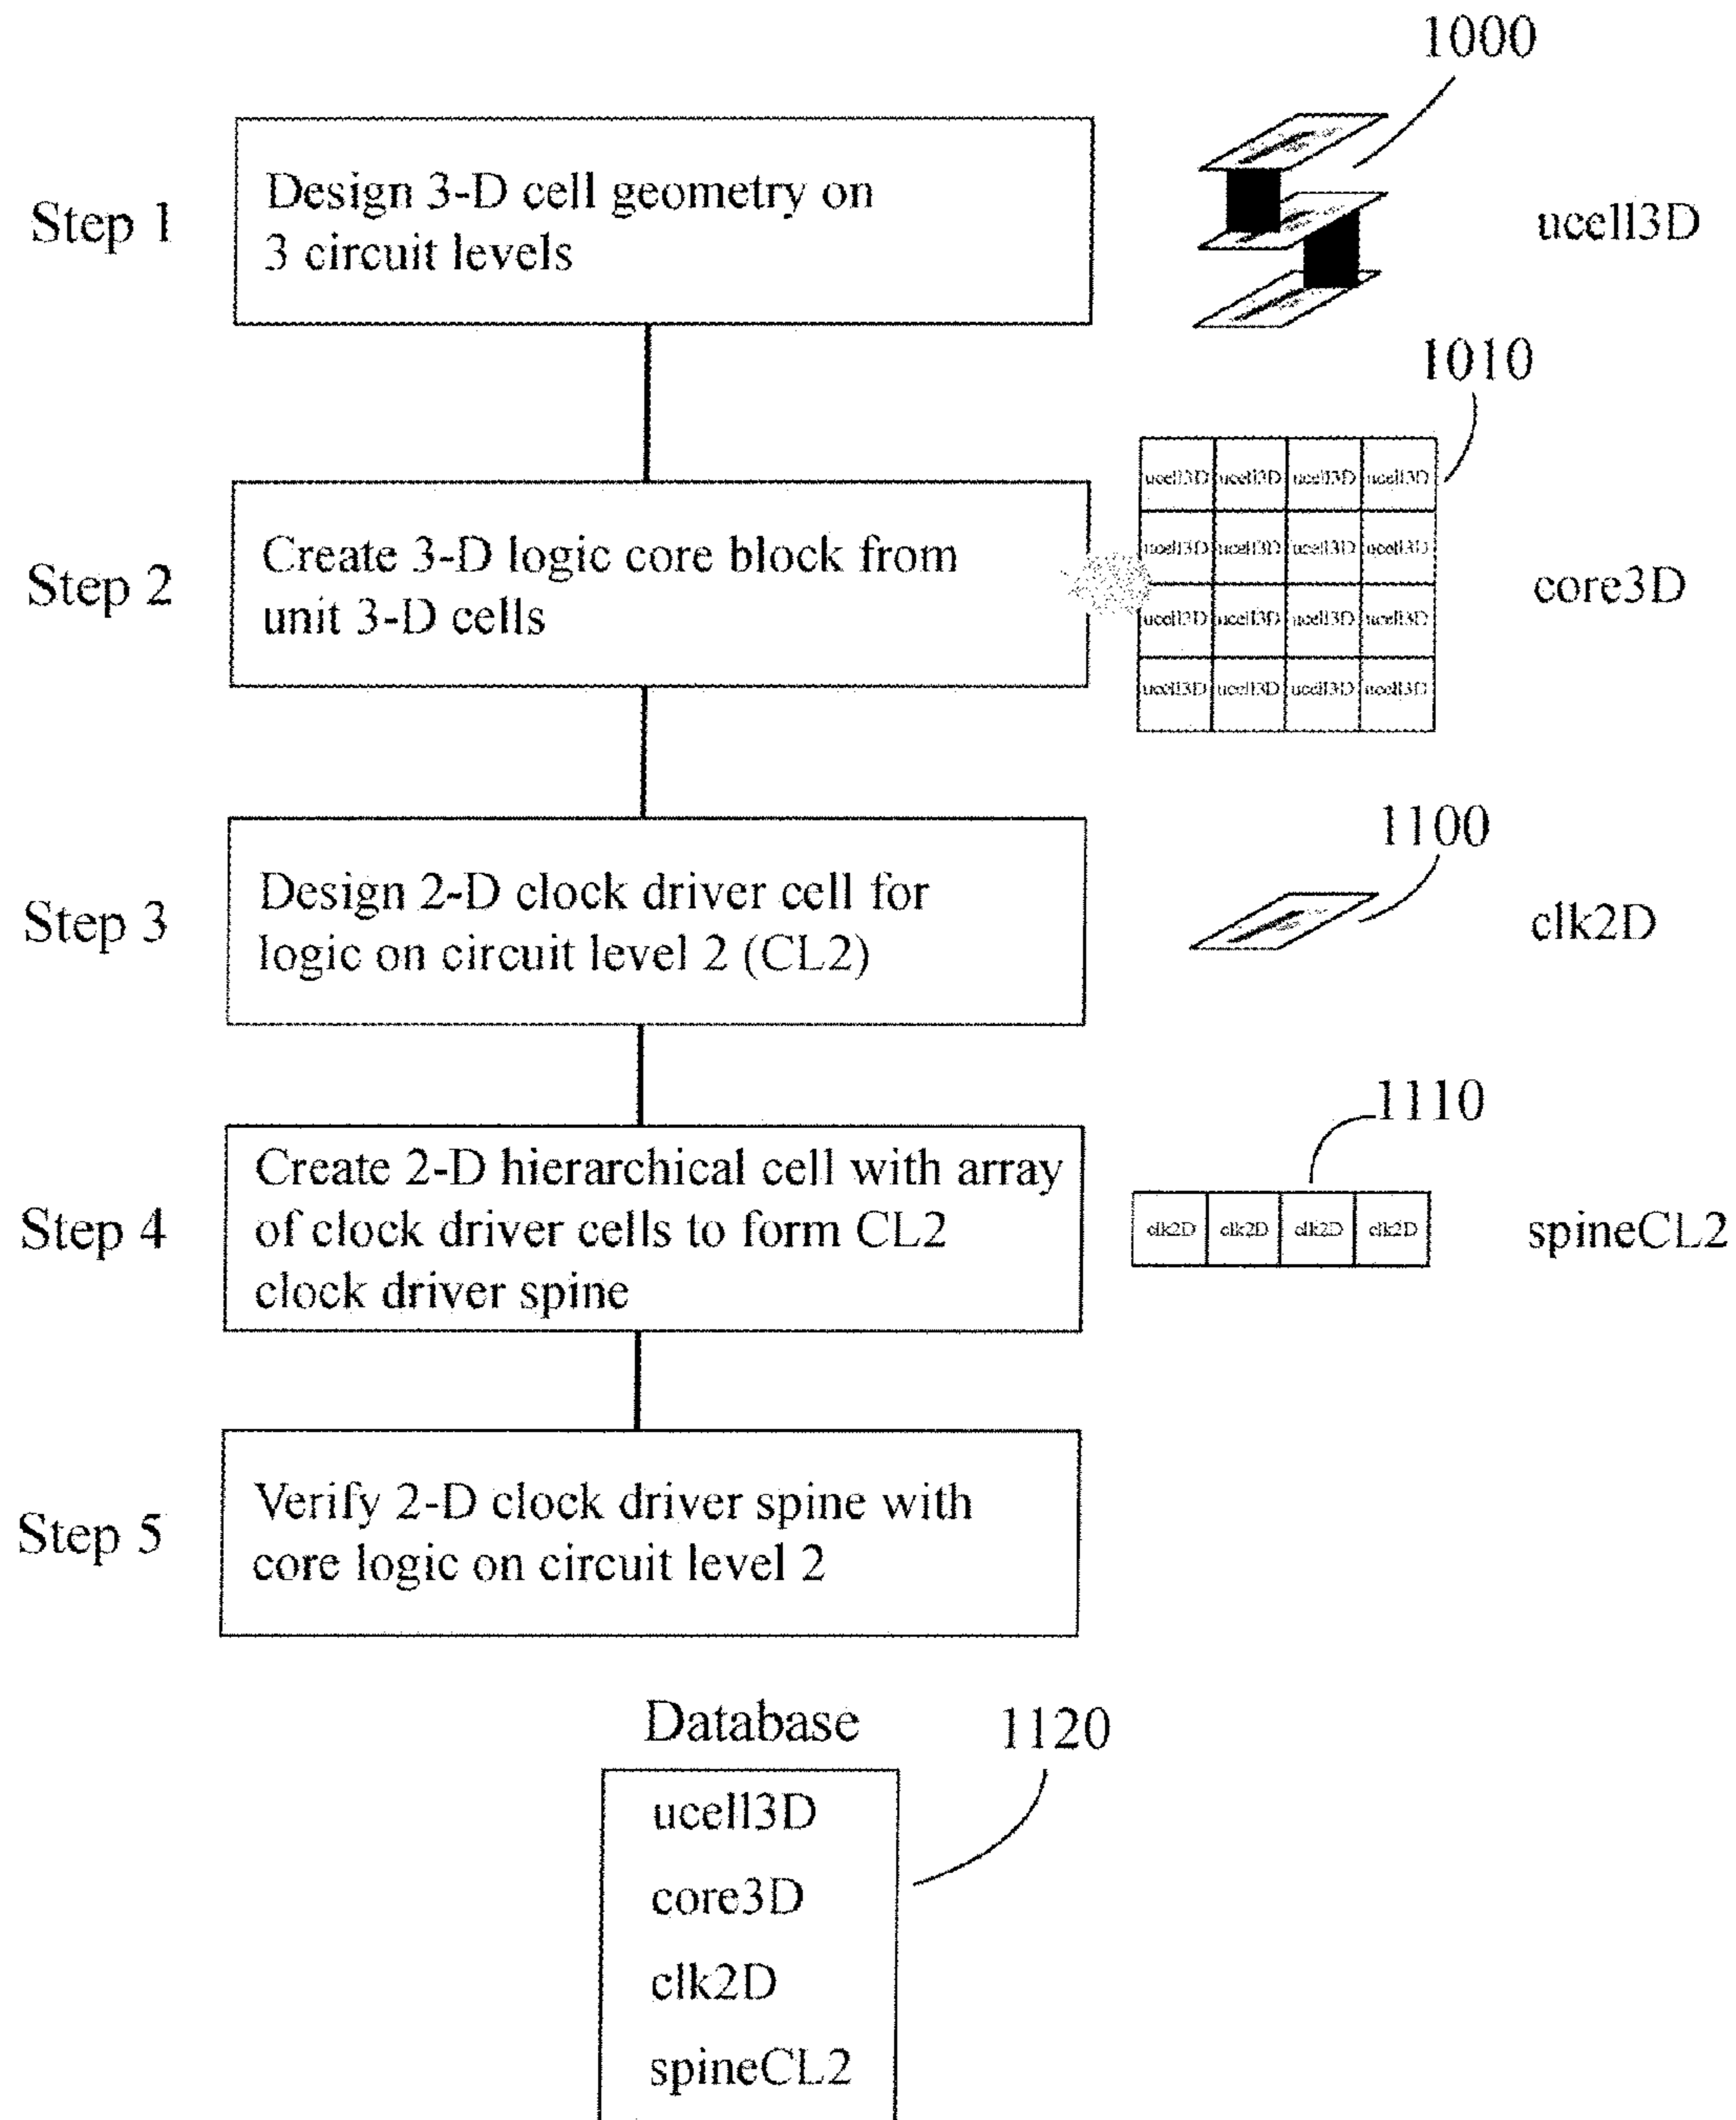 1000
Step 1
Design 3-D cell geometry on
3 circuit levels
ucell3D
1010
Step 2
Create 3-D logic core block from
unit 3-D cells
ucell3D ucell3D ucell3D ucell3D
ucell3D ucell3D ucell3D ucell3D
ucell3D ucell3D ucell3D ucell3D
ucell3D ucell3D ucell3D ucell3D
core3D
1100
Step 3
Design 2-D clock driver cell for
logic on circuit level 2 (CL2)
clk2D
1110
Step 4
Create 2-D hierarchical cell with array
of clock driver cells to form CL2
clock driver spine
clk2D clk2D clk2D clk2D
spineCL2
Step 5
Verify 2-D clock driver spine with
core logic on circuit level 2
Database
1120
ucell3D
core3D
clk2D
spineCL2